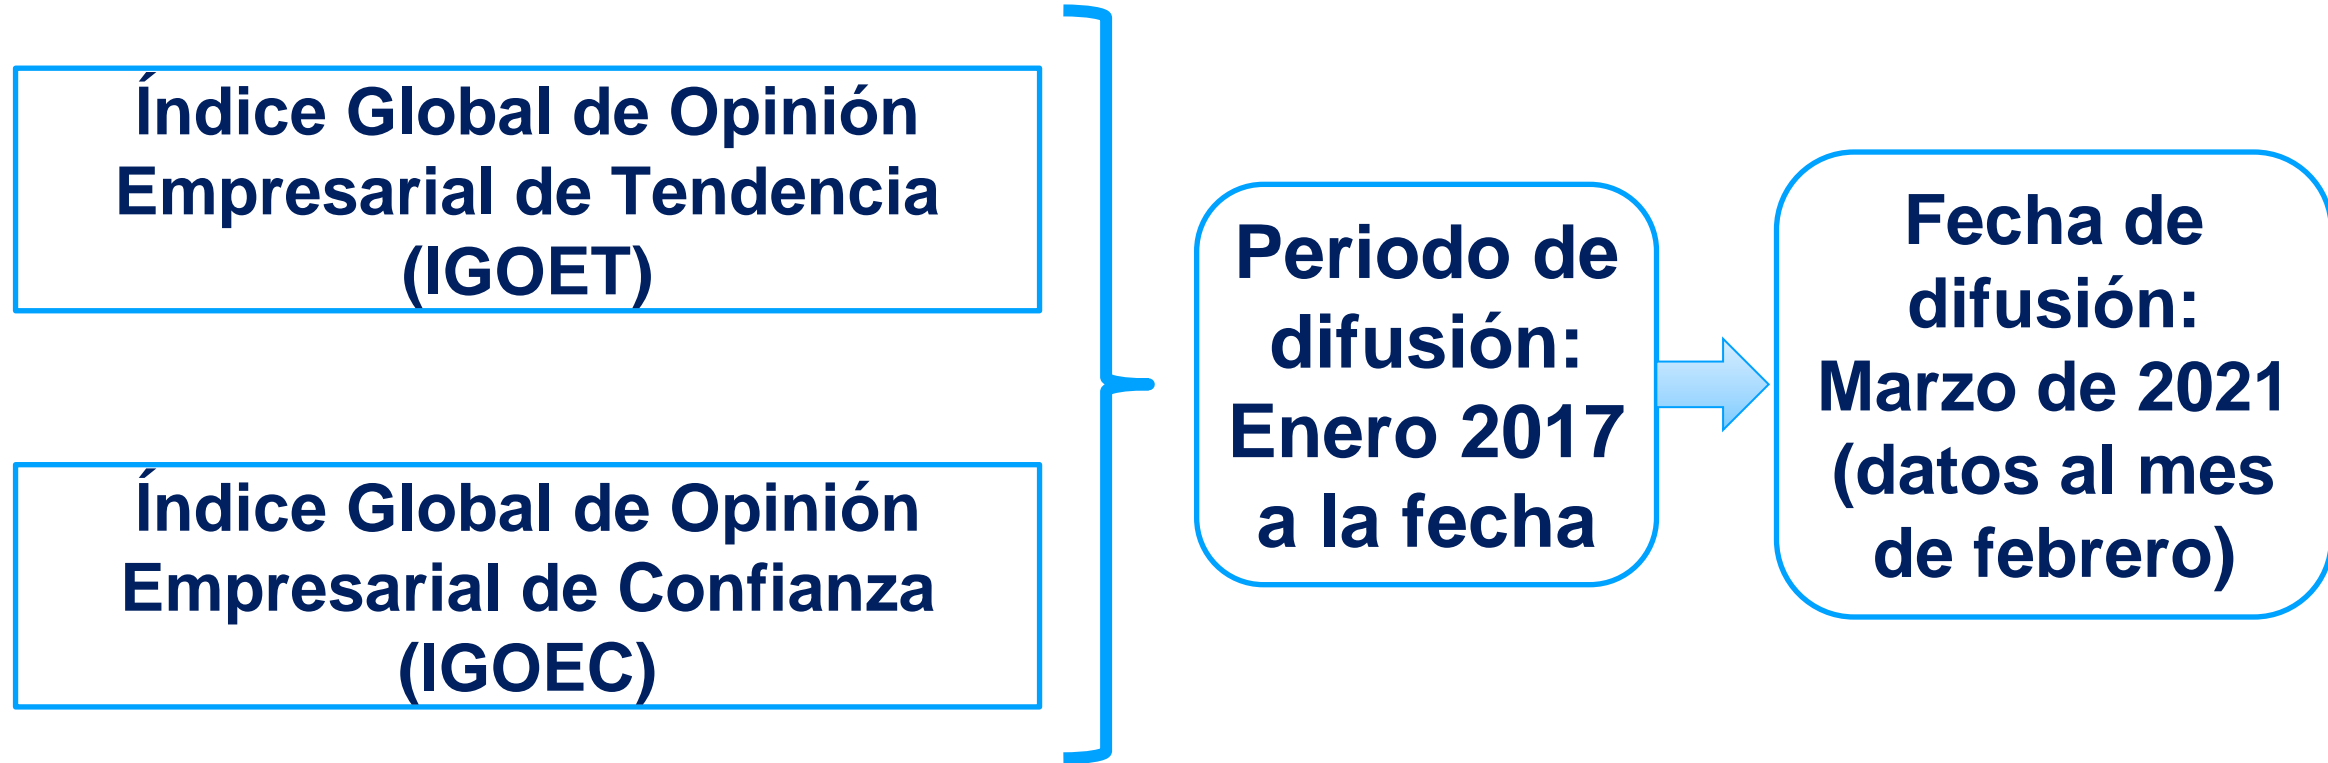 Índice Global de Opinión
Empresarial de Tendencia
(IGOET)
Índice Global de Opinión
Empresarial de Confianza
(IGOEC)
Periodo de
difusión:
Enero 2017
a la fecha
Fecha de
difusión:
Marzo de 2021
(datos al mes
de febrero)